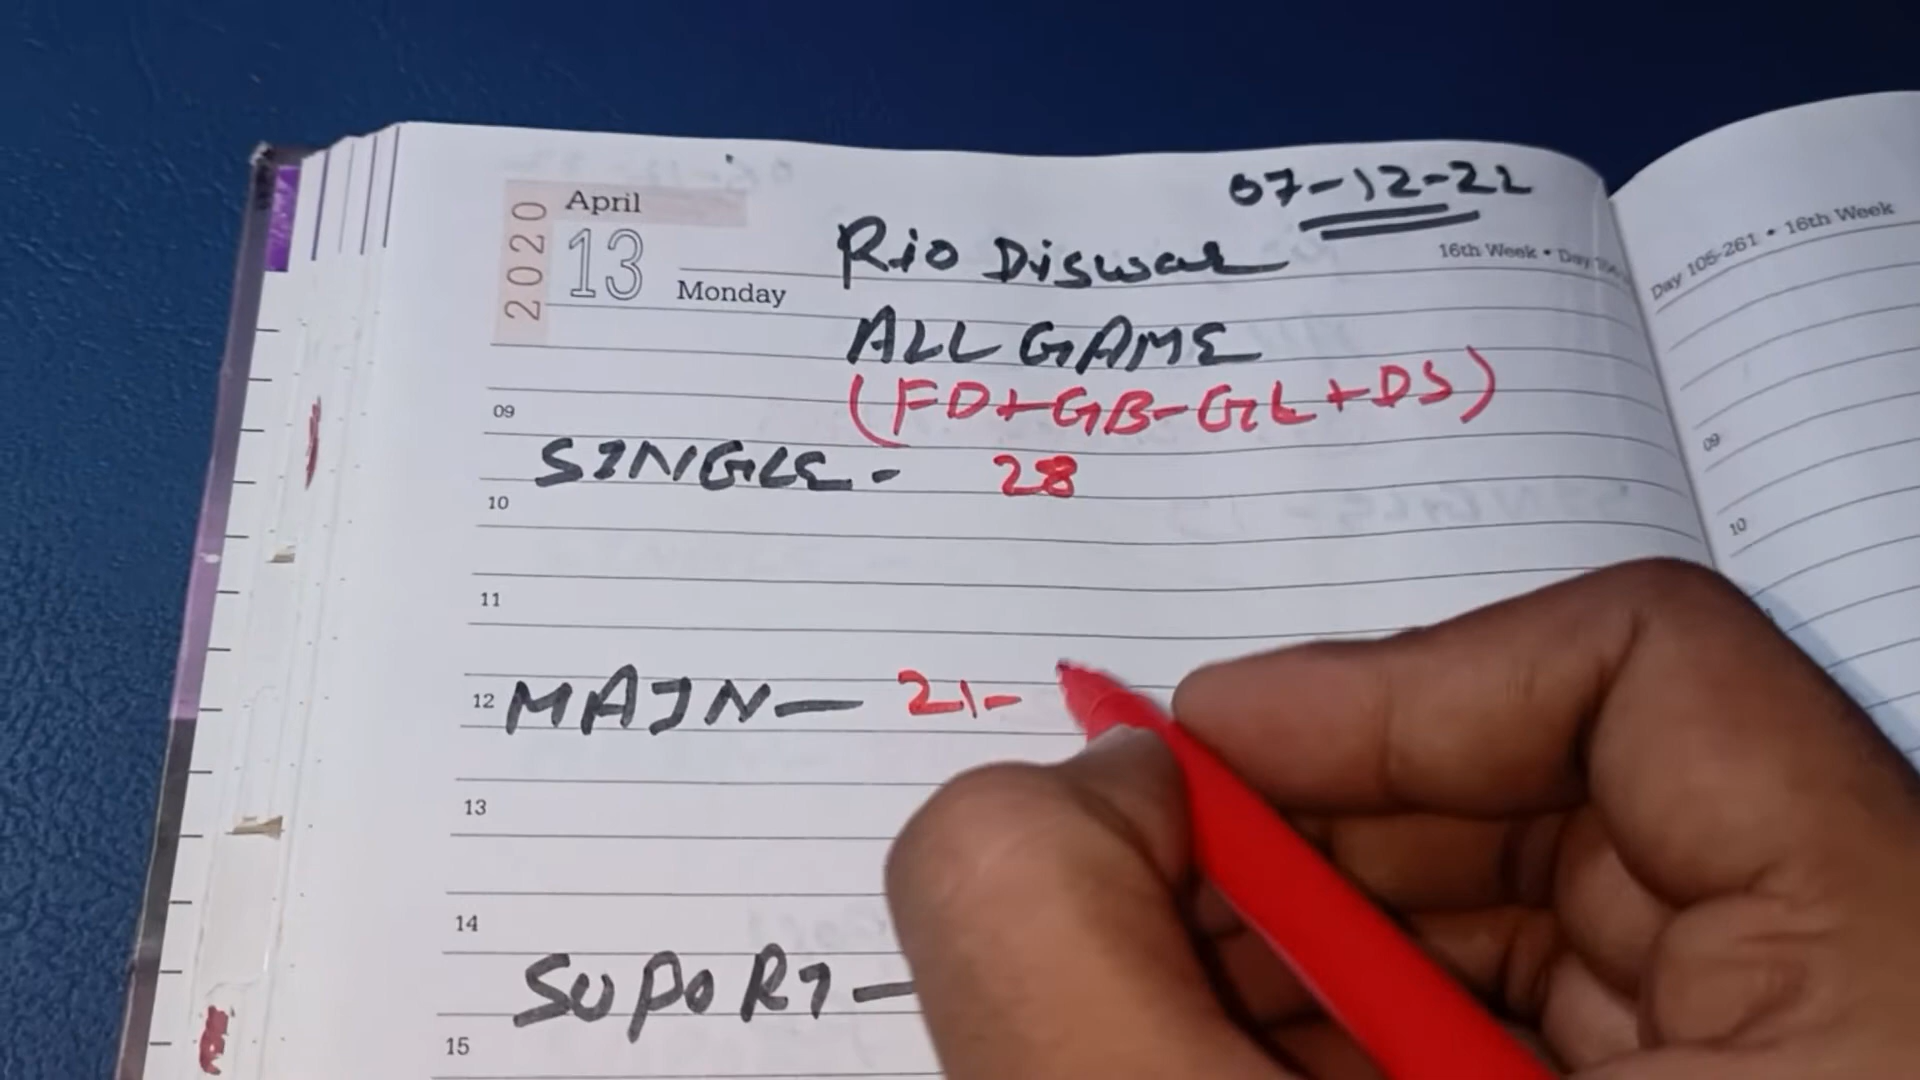 07-12-22
April
2020
13
Monday
Rio Diswar
16th Week • Day
Day 105-261 • 16th Week
ALL GAME
(FD+GB-GL+DS)
09
SINGLE - 28
10
11
12 MAIN - 21-
13
14
SUPORT -
15
09
10